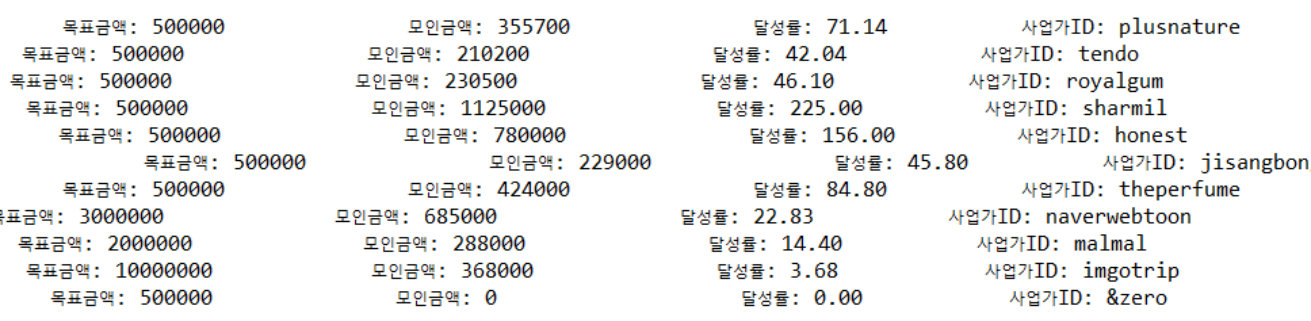 목표금액: 500000 모인금액: 355700 달성률: 71.14 사업가ID: plusnature
목표금액: 500000 모인금액: 210200 달성률: 42.04 사업가ID: tendo
목표금액: 500000 모인금액: 230500 달성률: 46.10 사업가ID: royalgum
목표금액: 500000 모인금액: 1125000 달성률: 225.00 사업가ID: sharmil
목표금액: 500000 모인금액: 780000 달성률: 156.00 사업가ID: honest
목표금액: 500000 모인금액: 229000 달성률: 45.80 사업가ID: jisangbon
목표금액: 500000 모인금액: 424000 달성률: 84.80 사업가ID: theperfume
목표금액: 3000000 모인금액: 685000 달성률: 22.83 사업가ID: naverwebtoon
목표금액: 2000000 모인금액: 288000 달성률: 14.40 사업가ID: malmal
목표금액: 10000000 모인금액: 368000 달성률: 3.68 사업가ID: imgotrip
목표금액: 500000 모인금액: 0 달성률: 0.00 사업가ID: &zero